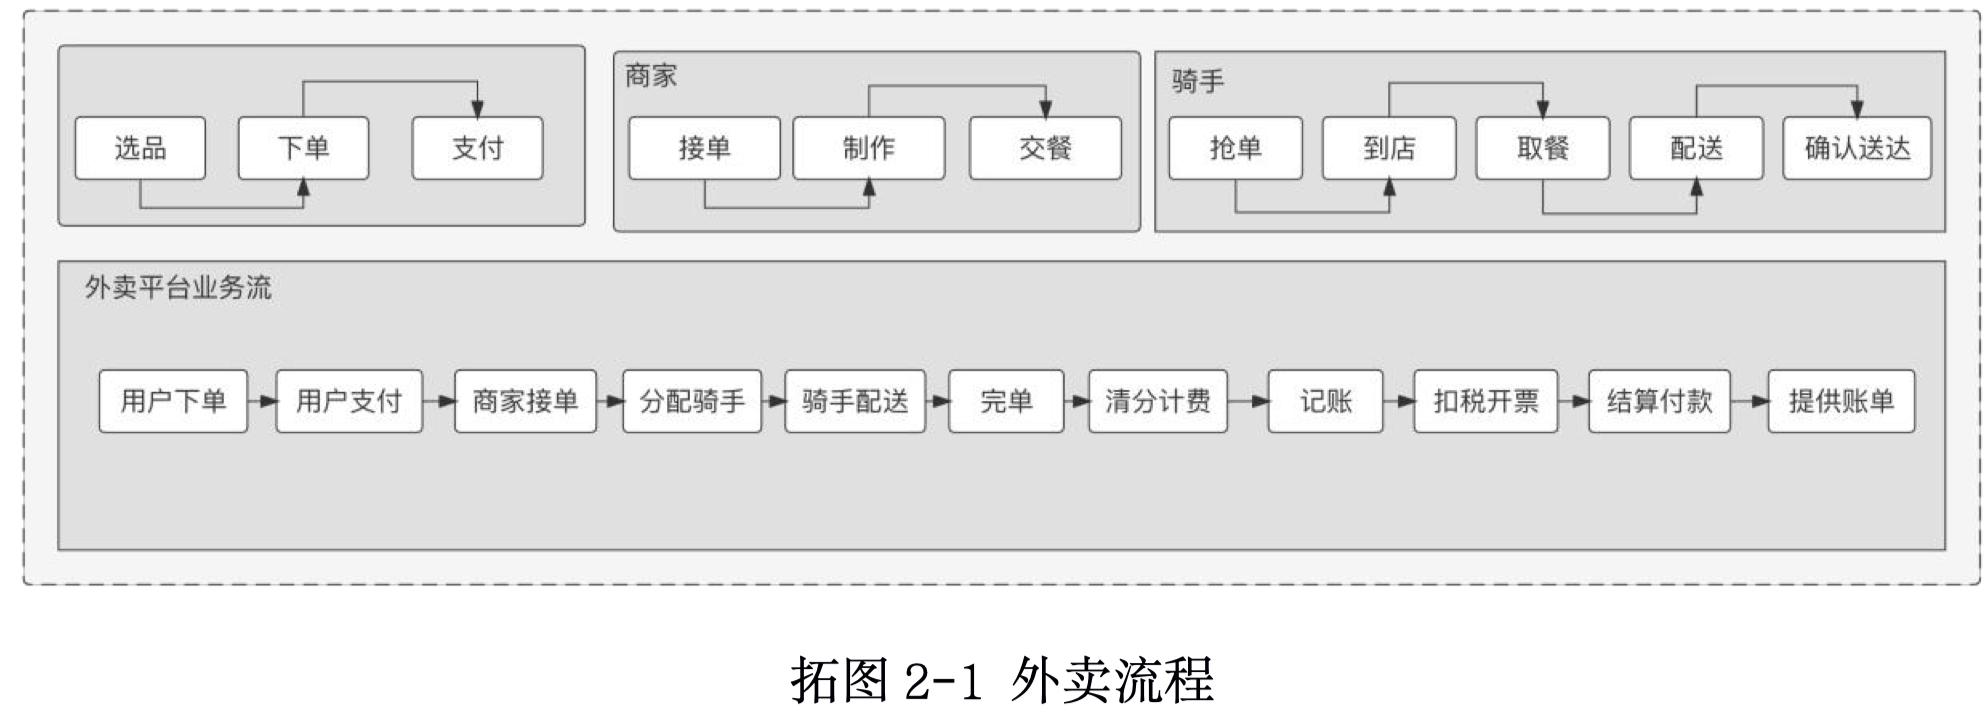 选品
下单
支付
商家
接单
制作
交餐
骑手
抢单
到店
取餐
配送
确认送达
外卖平台业务流
用户下单
用户支付
商家接单
分配骑手
骑手配送
完单
清分计费
记账
扣税开票
结算付款
提供账单
拓图 2-1 外卖流程